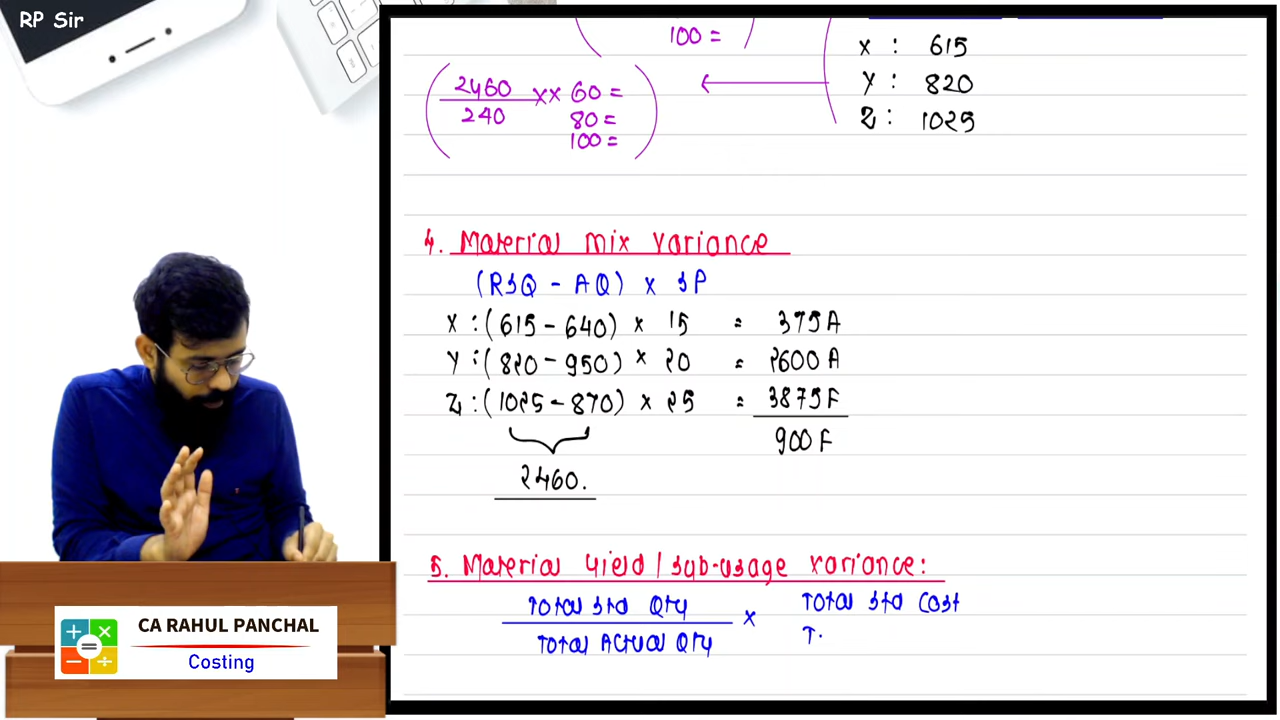 RP Sir
100 =
X : 615
Y : 820
Z : 1025
2460
240
xx 60 =
80 =
100 =
4. Material mix variance
(RSQ - AQ) x SP
X : (615 - 640) x 15 = 375 A
Y : (820 - 950) x 20 = 2600 A
Z : (1025 - 870) x 25 = 3875 F
900 F
2460.
5. Material Yield / sub-usage variance:
Total Std Qty
Total Actual Qty
x
Total Std Cost
T.
CA RAHUL PANCHAL
Costing